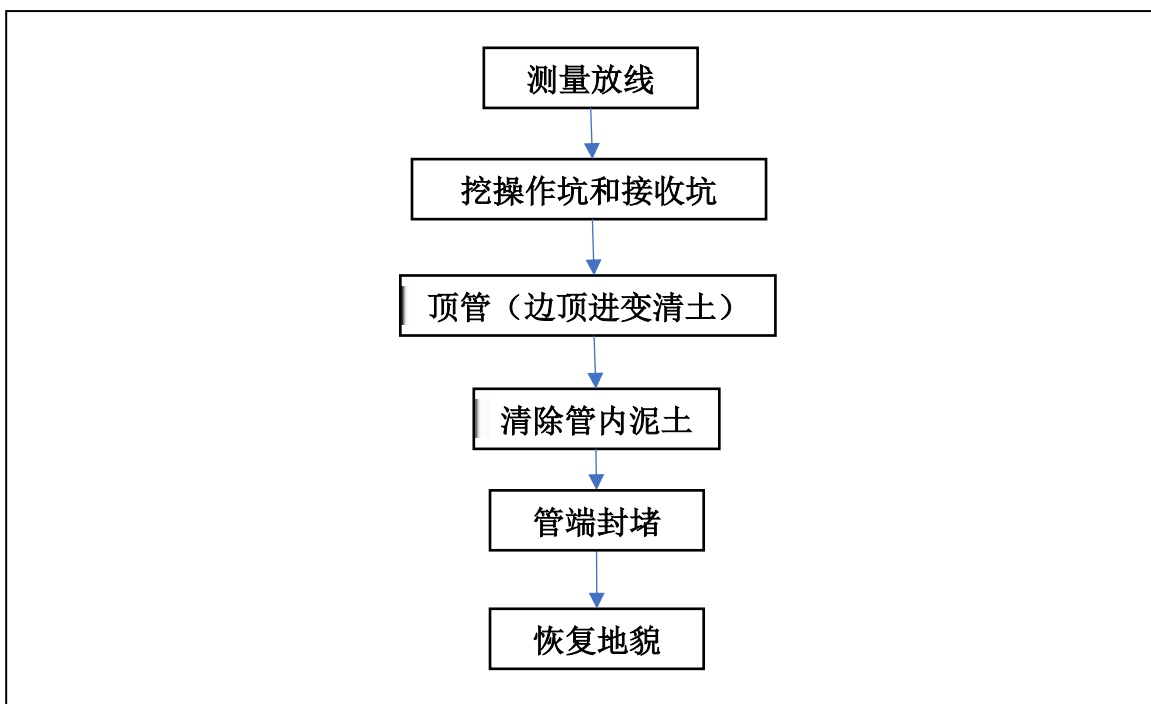 测量放线
挖操作坑和接收坑
顶管（边顶进变清土）
清除管内泥土
管端封堵
恢复地貌